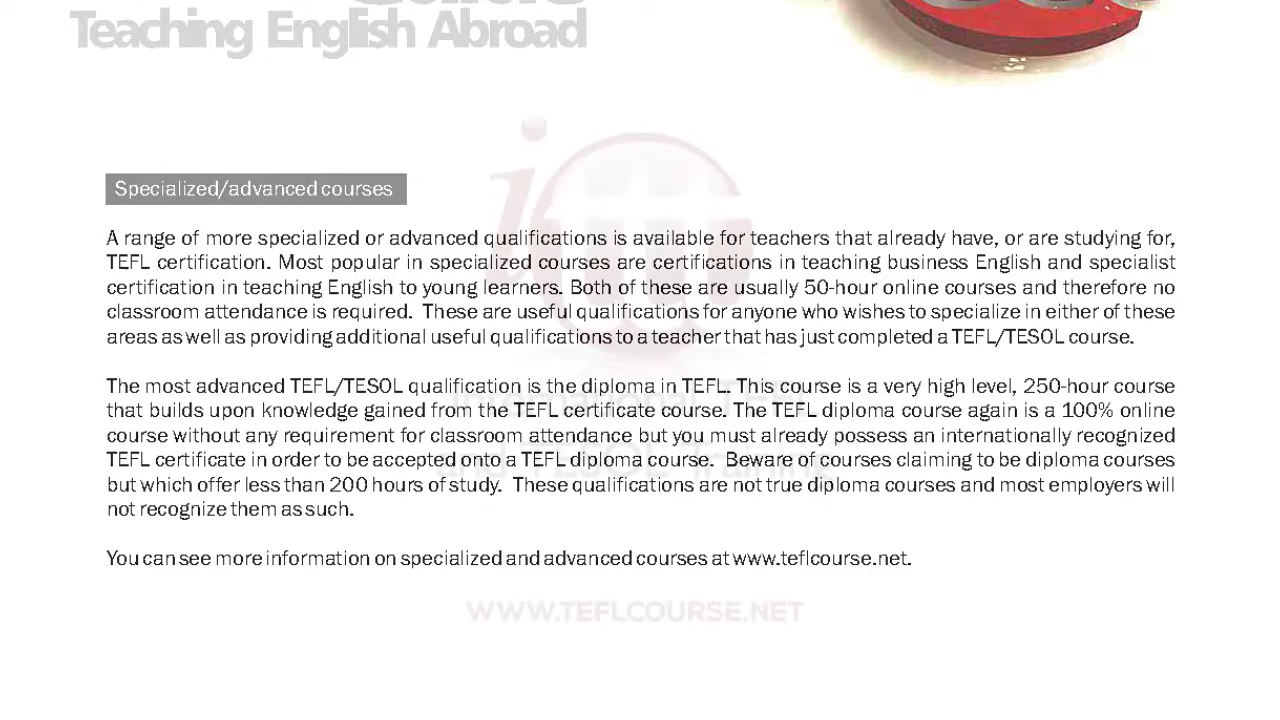 Teaching English Abroad
Specialized/advanced courses
A range of more specialized or advanced qualifications is available for teachers that already have, or are studying for,
TEFL certification. Most popular in specialized courses are certifications in teaching business English and specialist
certification in teaching English to young learners. Both of these are usually 50-hour online courses and therefore no
classroom attendance is required. These are useful qualifications for anyone who wishes to specialize in either of these
areas as well as providing additional useful qualifications to a teacher that has just completed a TEFL/TESOL course.
The most advanced TEFL/TESOL qualification is the diploma in TEFL. This course is a very high level, 250-hour course
that builds upon knowledge gained from the TEFL certificate course. The TEFL diploma course again is a 100% online
course without any requirement for classroom attendance but you must already possess an internationally recognized
TEFL certificate in order to be accepted onto a TEFL diploma course. Beware of courses claiming to be diploma courses
but which offer less than 200 hours of study. These qualifications are not true diploma courses and most employers will
not recognize them as such.
You can see more information on specialized and advanced courses at www.teflcourse.net.
International TEFL
and TESOL Training
WWW.TEFLCOURSE.NET